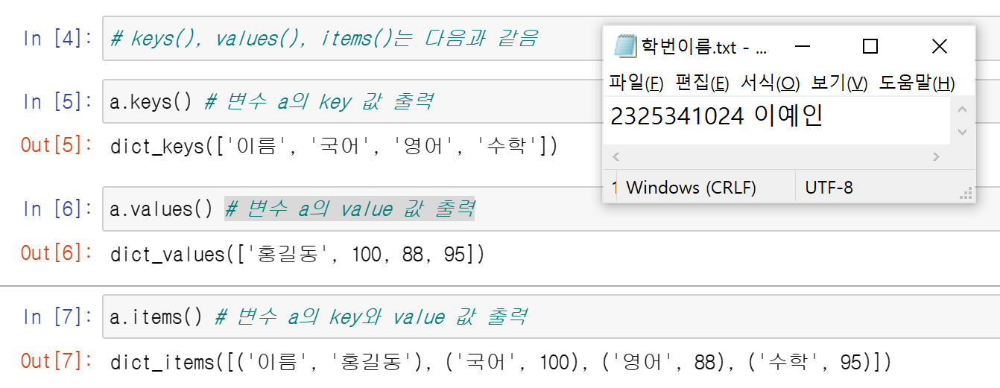 In [4]: # keys(), values(), items()는 다음과 같음
In [5]: a.keys() # 변수 a의 key 값 출력
Out[5]: dict_keys(['이름', '국어', '영어', '수학'])
In [6]: a.values() # 변수 a의 value 값 출력
Out[6]: dict_values(['홍길동', 100, 88, 95])
In [7]: a.items() # 변수 a의 key와 value 값 출력
Out[7]: dict_items([('이름', '홍길동'), ('국어', 100), ('영어', 88), ('수학', 95)])
학번이름.txt - ...
파일(F) 편집(E) 서식(O) 보기(V) 도움말(H)
2325341024 이예인
1 Windows (CRLF) UTF-8